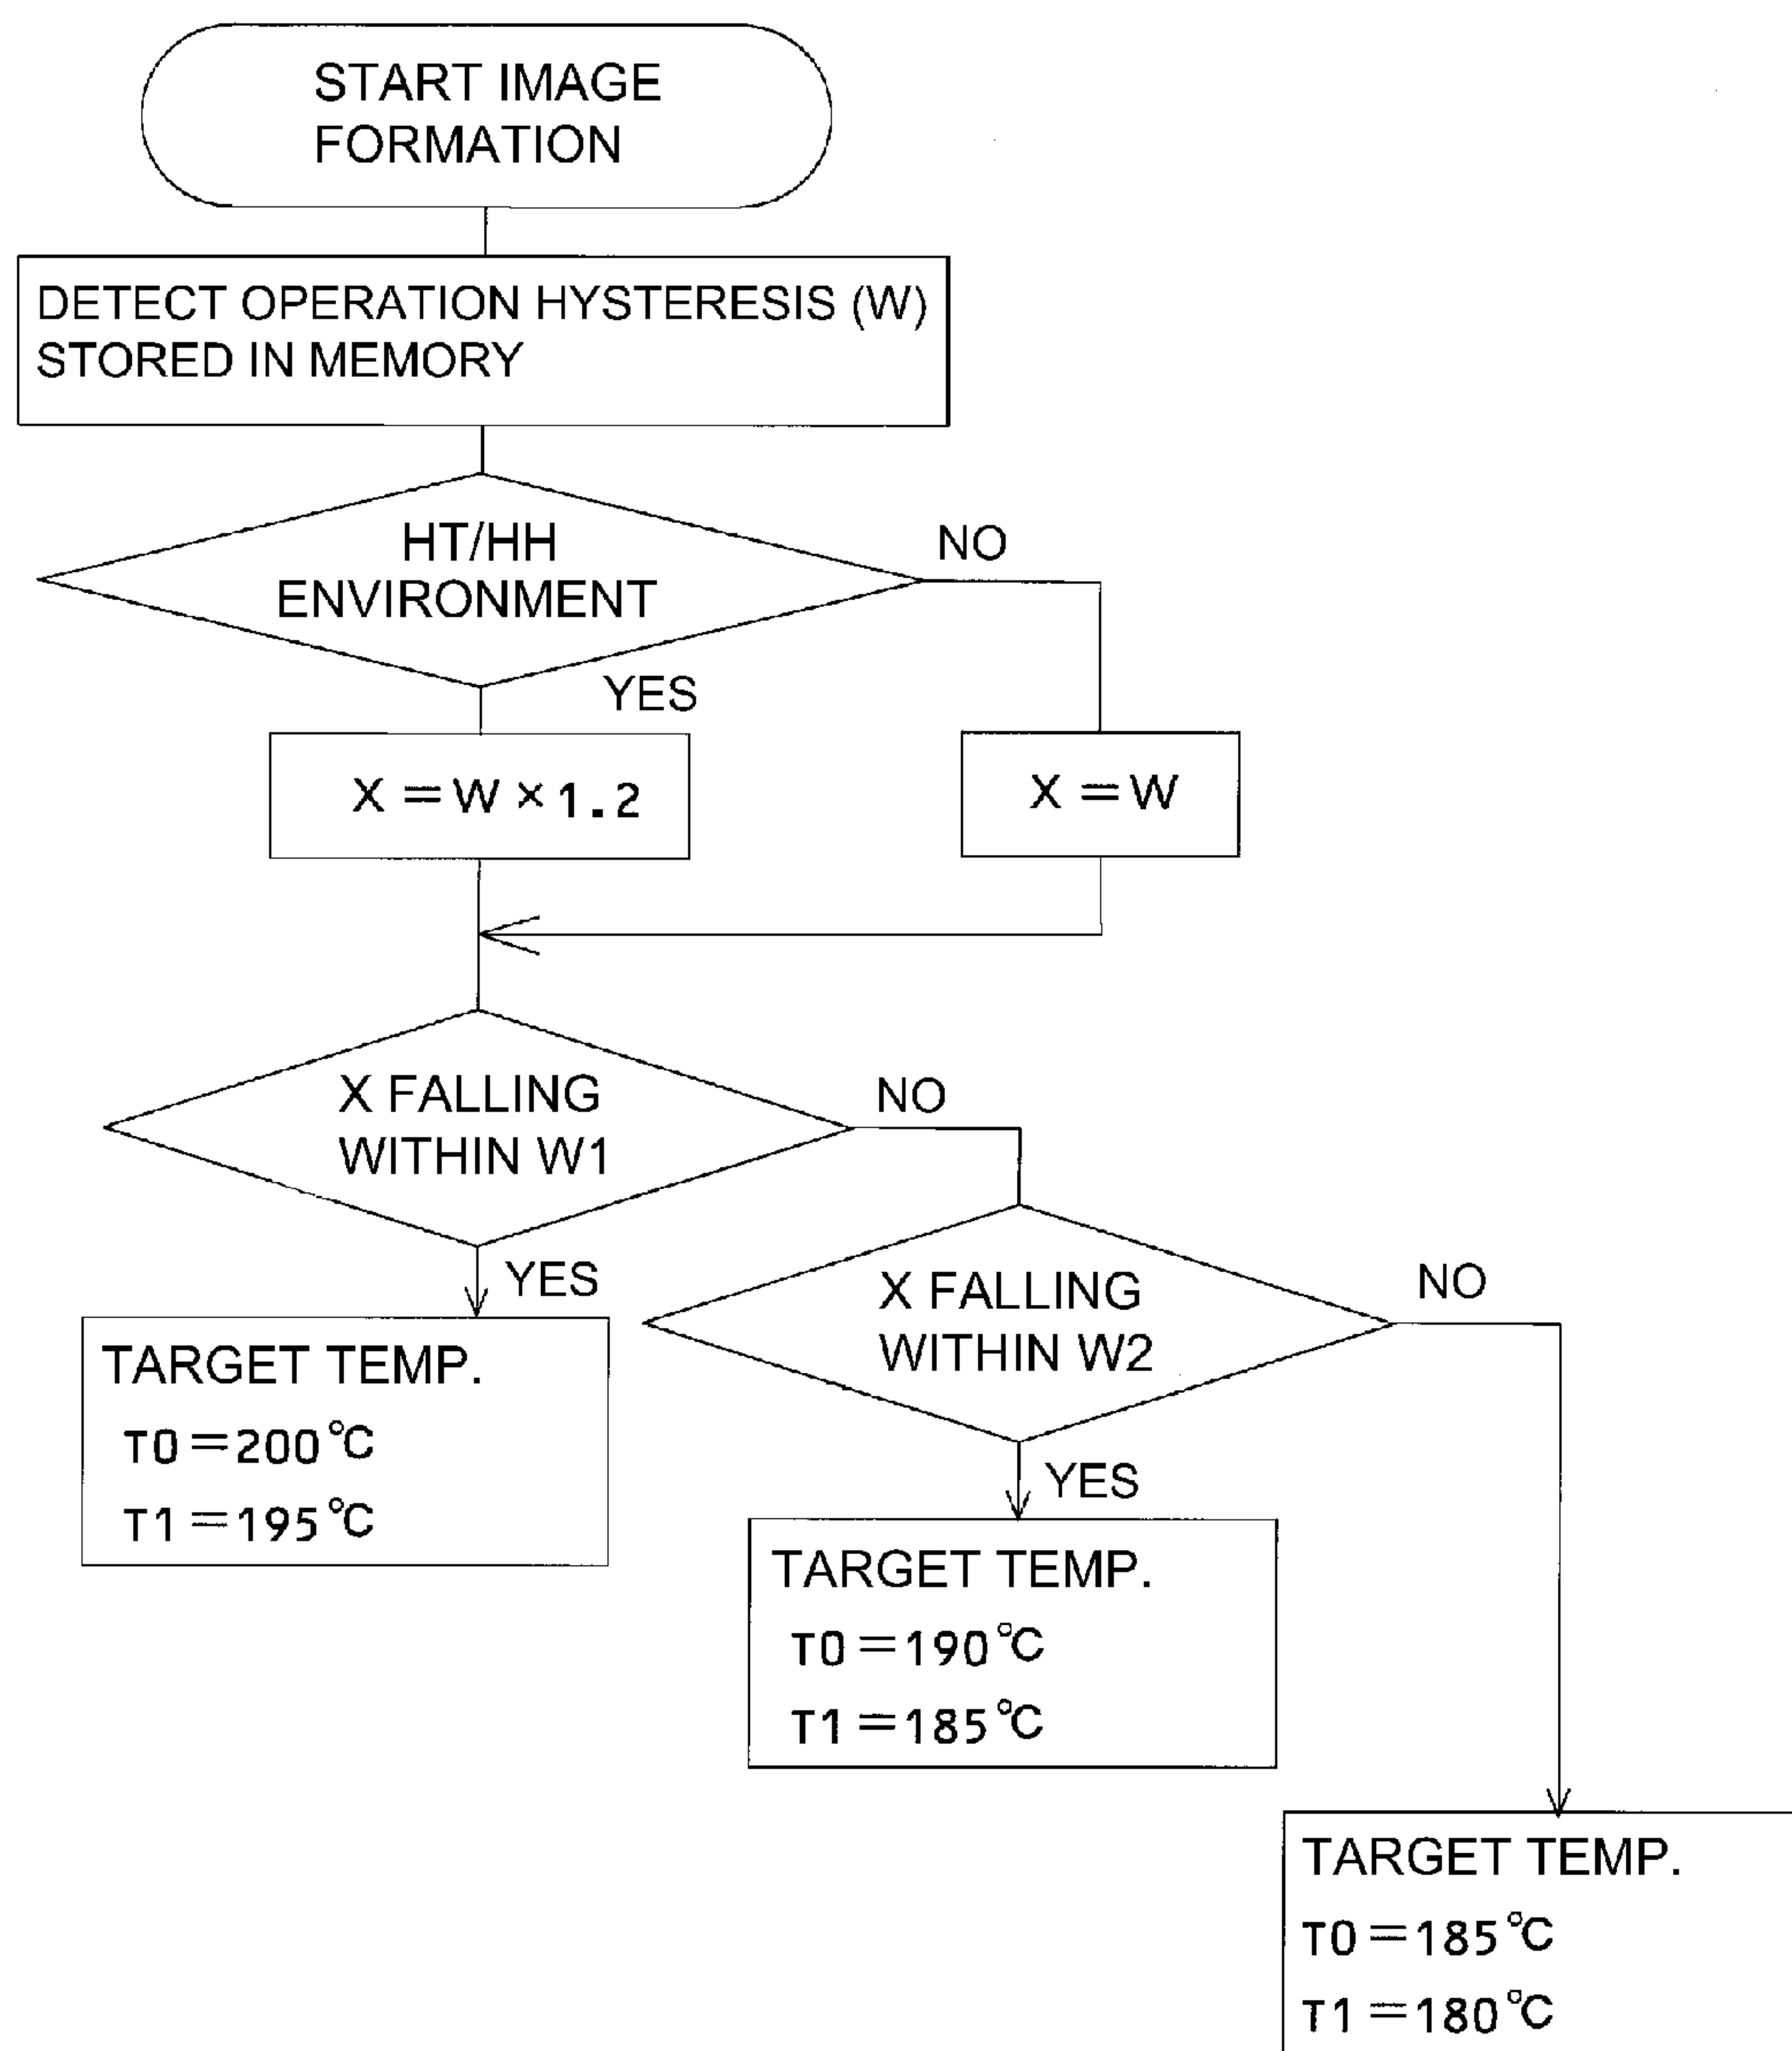 START IMAGE
FORMATION
DETECT OPERATION HYSTERESIS (W)
STORED IN MEMORY
HT/HH
ENVIRONMENT
NO
YES
X=W×1.2
X=W
X FALLING
WITHIN W1
NO
YES
X FALLING
WITHIN W2
NO
YES
TARGET TEMP.
T0=200℃
T1=195℃
TARGET TEMP.
T0=190℃
T1=185℃
TARGET TEMP.
T0=185℃
T1=180℃